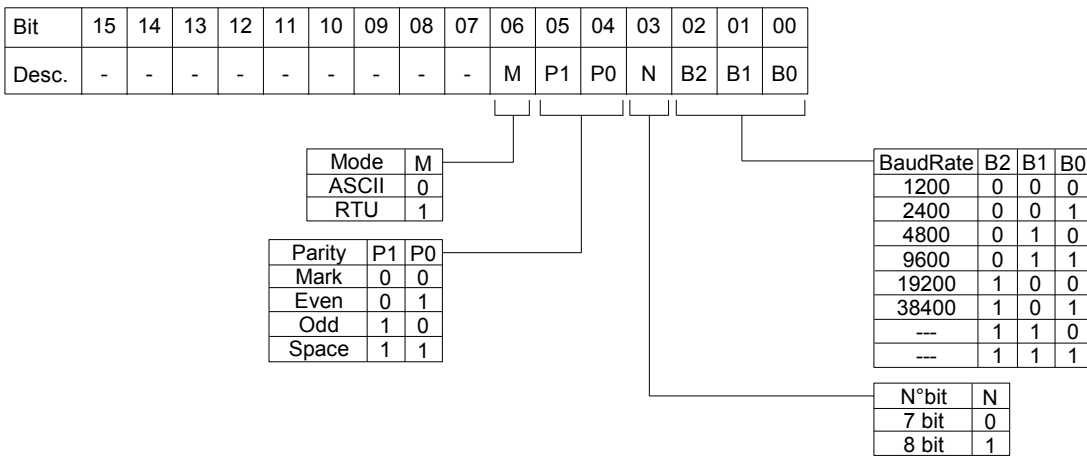 Bit 15 14 13 12 11 10 09 08 07 06 05 04 03 02 01 00
Desc. - - - - - - - - - M P1 P0 N B2 B1 B0
Mode M
ASCII 0
RTU 1
Parity P1 P0
Mark 0 0
Even 0 1
Odd 1 0
Space 1 1
BaudRate B2 B1 B0
1200 0 0 0
2400 0 0 1
4800 0 1 0
9600 0 1 1
19200 1 0 0
38400 1 0 1
--- 1 1 0
--- 1 1 1
N°bit N
7 bit 0
8 bit 1